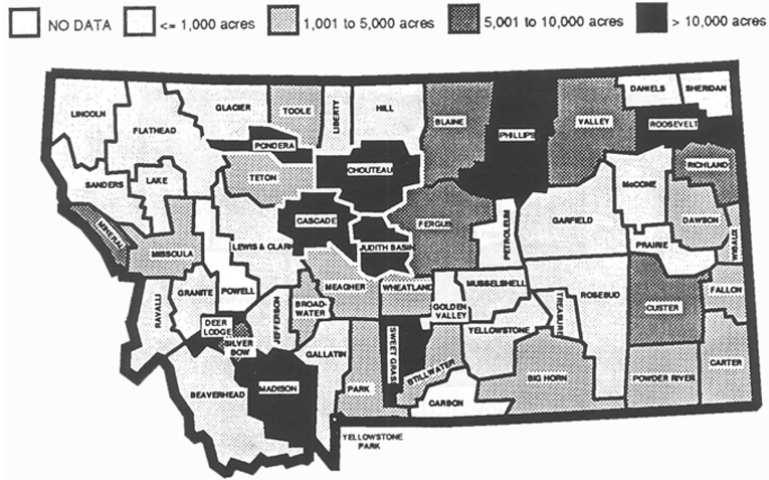 NO DATA <= 1,000 acres 1,001 to 5,000 acres 5,001 to 10,000 acres > 10,000 acres
LINCOLN
FLATHEAD
GLACIER
TOOLE
LIBERTY
HILL
BLAINE
PHILLIPS
VALLEY
DANIELS
SHERIDAN
ROOSEVELT
PONDERA
TETON
CHOUTEAU
RICHLAND
SANDERS
LAKE
McCONE
MINERAL
MISSOULA
LEWIS & CLARK
CASCADE
JUDITH BASIN
FERGUS
PETROLEUM
GARFIELD
DAWSON
PRAIRIE
WIBAUX
RAVALLI
GRANITE
POWELL
DEER
LODGE
SILVER
BOW
JEFFERSON
BROAD-
WATER
MEAGHER
WHEATLAND
GOLDEN
VALLEY
MUSSELSHELL
TREASURE
ROSEBUD
CUSTER
FALLON
BEAVERHEAD
MADISON
GALLATIN
PARK
SWEET GRASS
STILLWATER
YELLOWSTONE
CARBON
BIG HORN
POWDER RIVER
CARTER
YELLOWSTONE
PARK